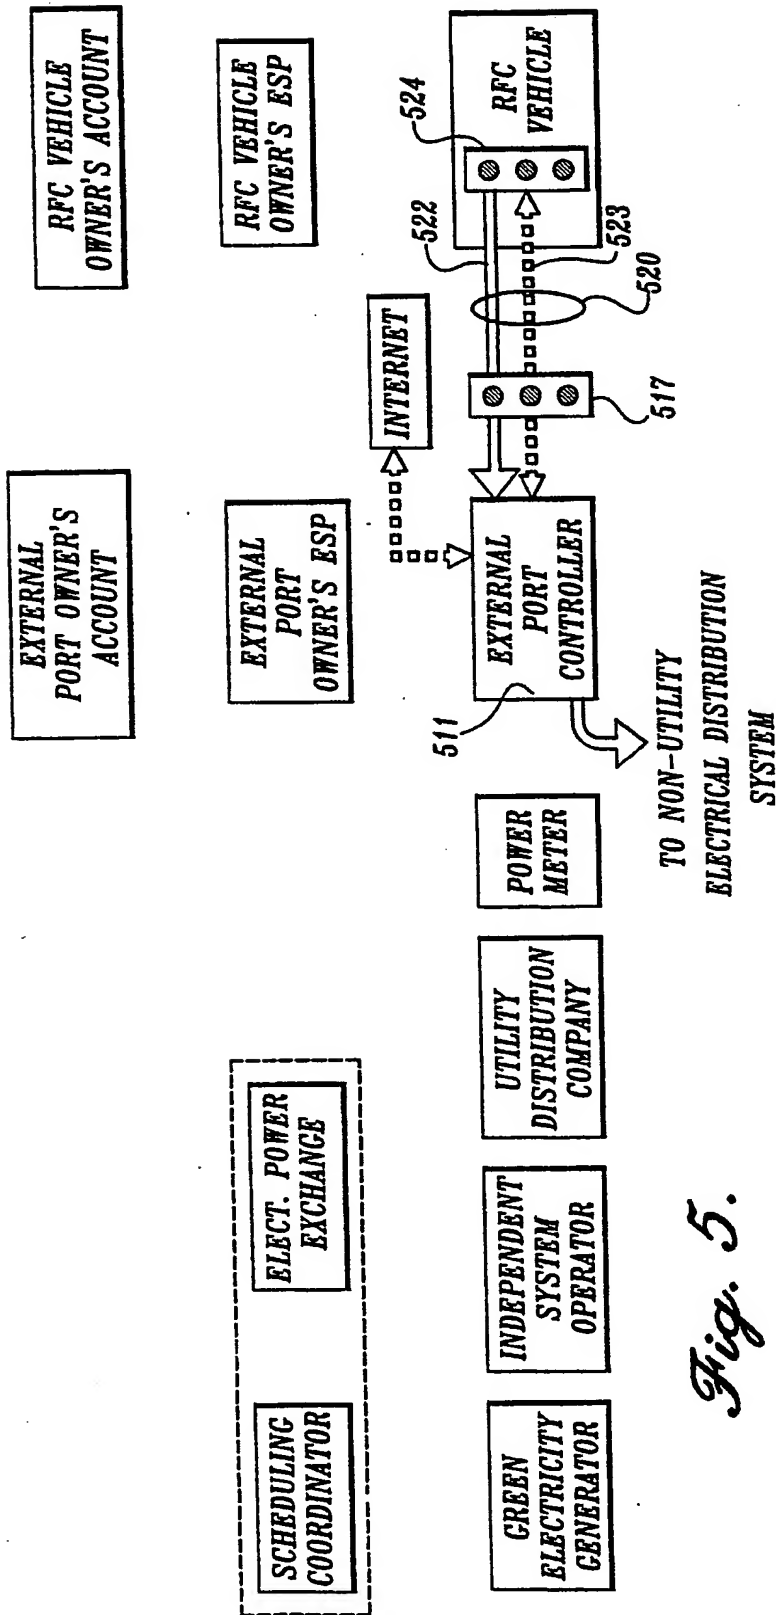 EXTERNAL
PORT OWNER'S
ACCOUNT
RFC VEHICLE
OWNER'S ACCOUNT
SCHEDULING
COORDINATOR
ELECT. POWER
EXCHANGE
EXTERNAL
PORT
OWNER'S ESP
RFC VEHICLE
OWNER'S ESP
INTERNET
GREEN
ELECTRICITY
GENERATOR
INDEPENDENT
SYSTEM
OPERATOR
UTILITY
DISTRIBUTION
COMPANY
POWER
METER
511
EXTERNAL
PORT
CONTROLLER
522
524
RFC
VEHICLE
523
520
517
TO NON-UTILITY
ELECTRICAL DISTRIBUTION
SYSTEM
Fig. 5.